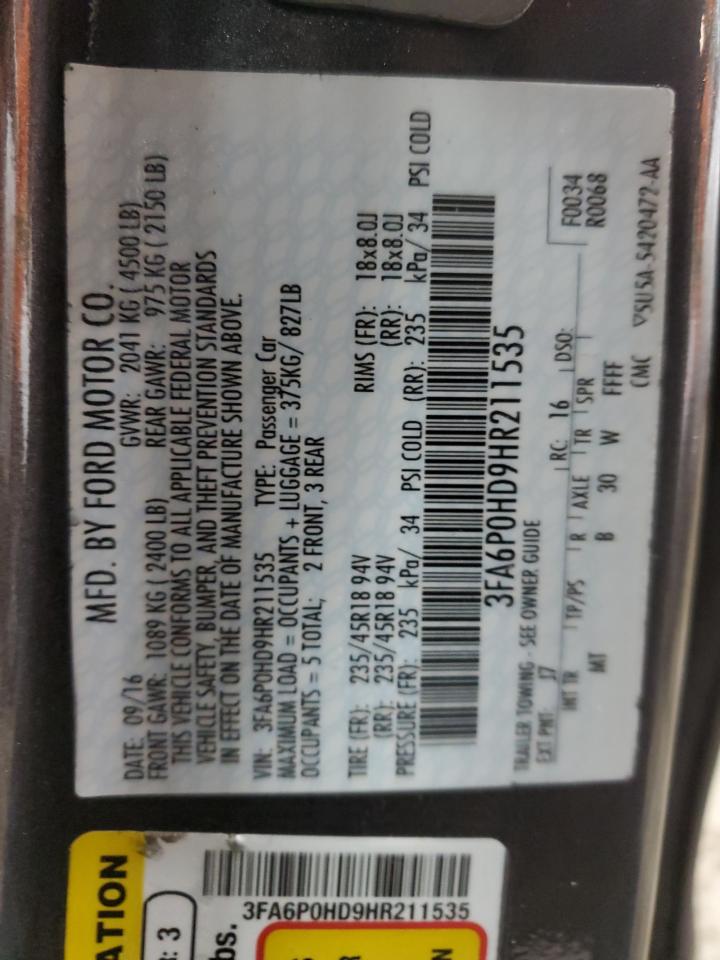 MFD. BY FORD MOTOR CO.
DATE: 09/16 GVWR: 2041 KG ( 4500 LB)
FRONT GAWR: 1089 KG ( 2400 LB) REAR GAWR: 975 KG ( 2150 LB)
THIS VEHICLE CONFORMS TO ALL APPLICABLE FEDERAL MOTOR
VEHICLE SAFETY, BUMPER, AND THEFT PREVENTION STANDARDS
IN EFFECT ON THE DATE OF MANUFACTURE SHOWN ABOVE.
VIN: 3FA6P0HD9HR211535 TYPE: Passenger Car
MAXIMUM LOAD = OCCUPANTS + LUGGAGE = 375KG/ 827LB
OCCUPANTS = 5 TOTAL; 2 FRONT, 3 REAR
TIRE (FR): 235/45R18 94V RIMS (FR): 18x8.0J
(RR): 235/45R18 94V (RR): 18x8.0J
PRESSURE (FR): 235 kPa/ 34 PSI COLD (RR): 235 kPa/ 34 PSI COLD
3FA6P0HD9HR211535
TRAILER TOWING - SEE OWNER GUIDE
EXT PNT: J7 RC: 16 DSO: F0034
INT TR TP/PS R AXLE TR SPR R0068
MT B 30 W FFFF
CMC ▽5U5A-5420472-AA
ATION
: 3
bs.
3FA6P0HD9HR211535
S
R
N